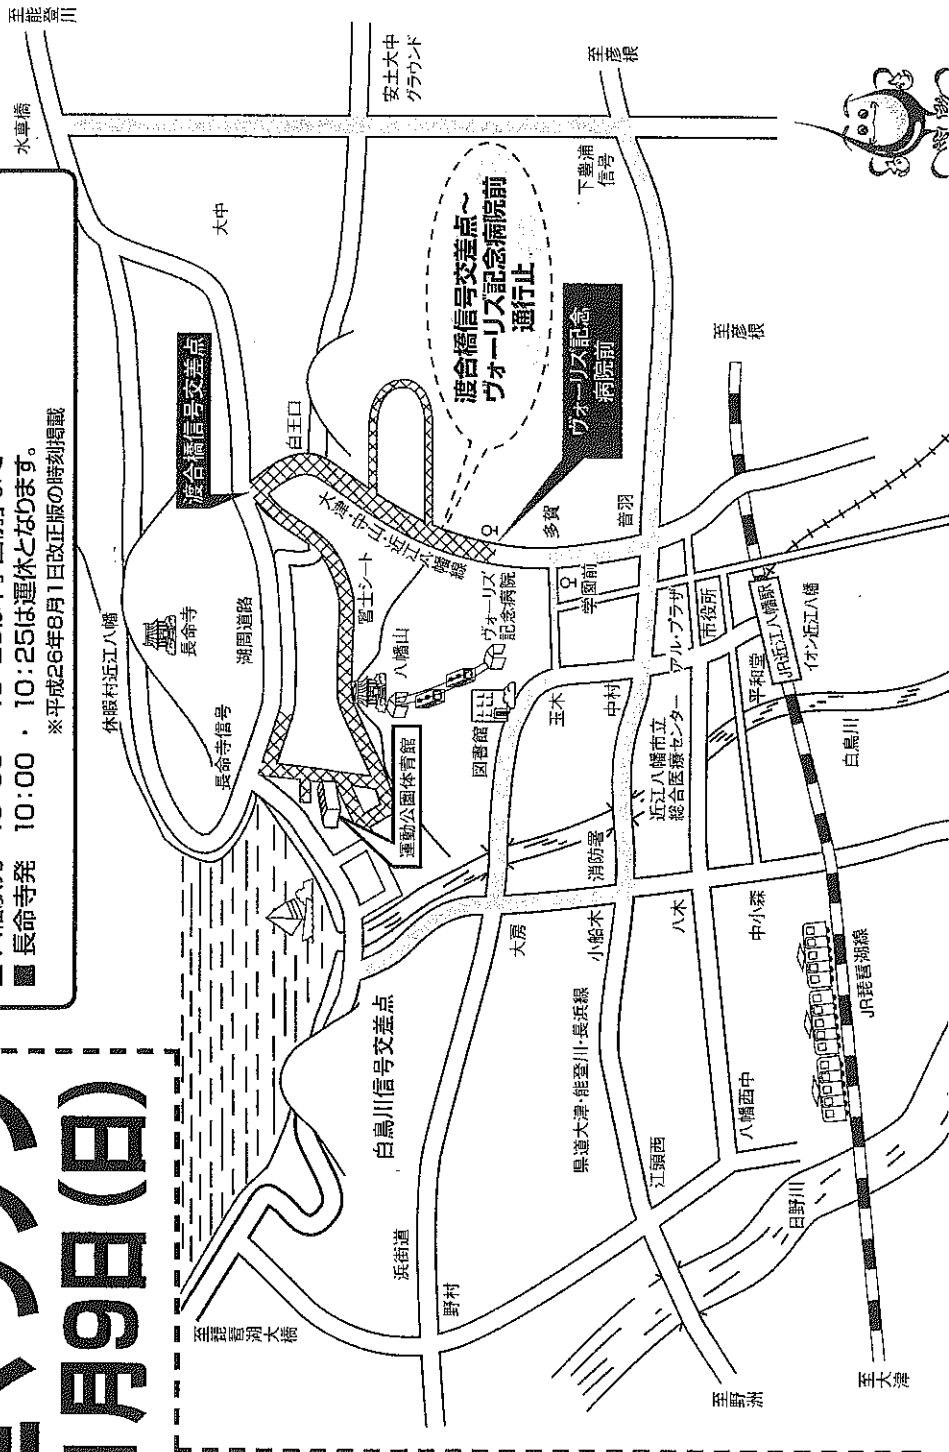 月9日(日)
■長命寺発 10:00・10:25は運休となります。
※平成26年8月1日改正版の時刻掲載
至能登川
水車橋
大中
安土大中
グラウンド
至彦根
下豊浦
信号
渡合橋信号交差点
白王口
渡合橋信号交差点〜
ヴォーリズ記念病院前
通行止
ヴォーリズ記念
病院前
至彦根
休暇村近江八幡
長命寺
湖周道路
長命寺信号
大津・守山・近江八幡線
冨士シート
八幡山
ヴォーリズ
記念病院
多賀
音羽
学園前
運動公園体育館
図書館
玉木
中村
アル・プラザ
市役所
平和堂
JR近江八幡駅
イオン近江八幡
近江八幡市立
総合医療センター
白鳥川
消防署
大房
小船木
八木
中小森
白鳥川信号交差点
県道大津・能登川・長浜線
JR琵琶湖線
八幡西中
江頭西
日野川
浜街道
野村
至琵琶湖大橋
至野洲
至大津